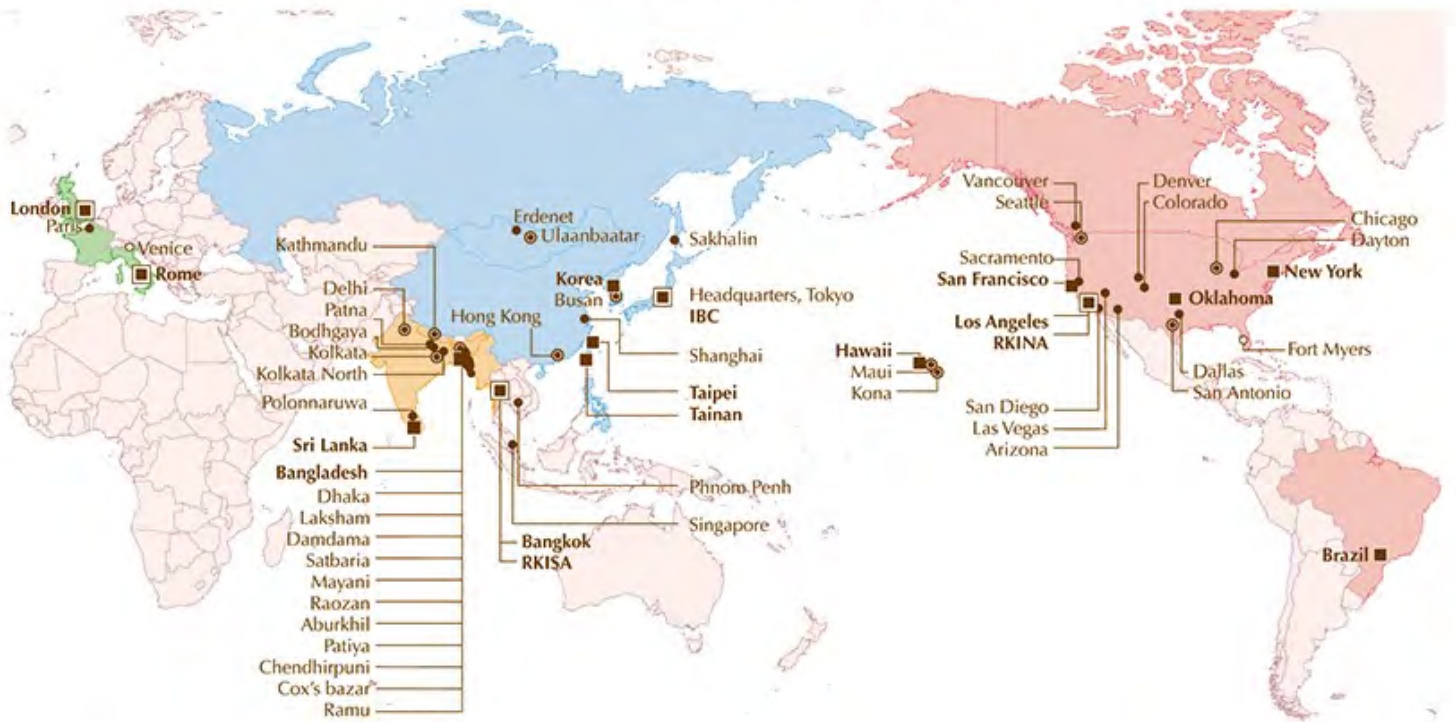 London
Paris
Venice
Rome
Kathmandu
Delhi
Patna
Bodhgaya
Kolkata
Kolkata North
Polonnaruwa
Sri Lanka
Bangladesh
Dhaka
Laksham
Damdama
Satbaria
Mayani
Raozan
Aburkhil
Patiya
Chendhirpuni
Cox's bazar
Ramu
Erdenet
Ulaanbaatar
Sakhalin
Korea
Busan
Headquarters, Tokyo
IBC
Hong Kong
Shanghai
Taipei
Tainan
Phnom Penh
Singapore
Bangkok
RKISA
Hawaii
Maui
Kona
Vancouver
Seattle
Denver
Colorado
Chicago
Dayton
Sacramento
San Francisco
New York
Oklahoma
Los Angeles
RKINA
Fort Myers
Dallas
San Antonio
San Diego
Las Vegas
Arizona
Brazil